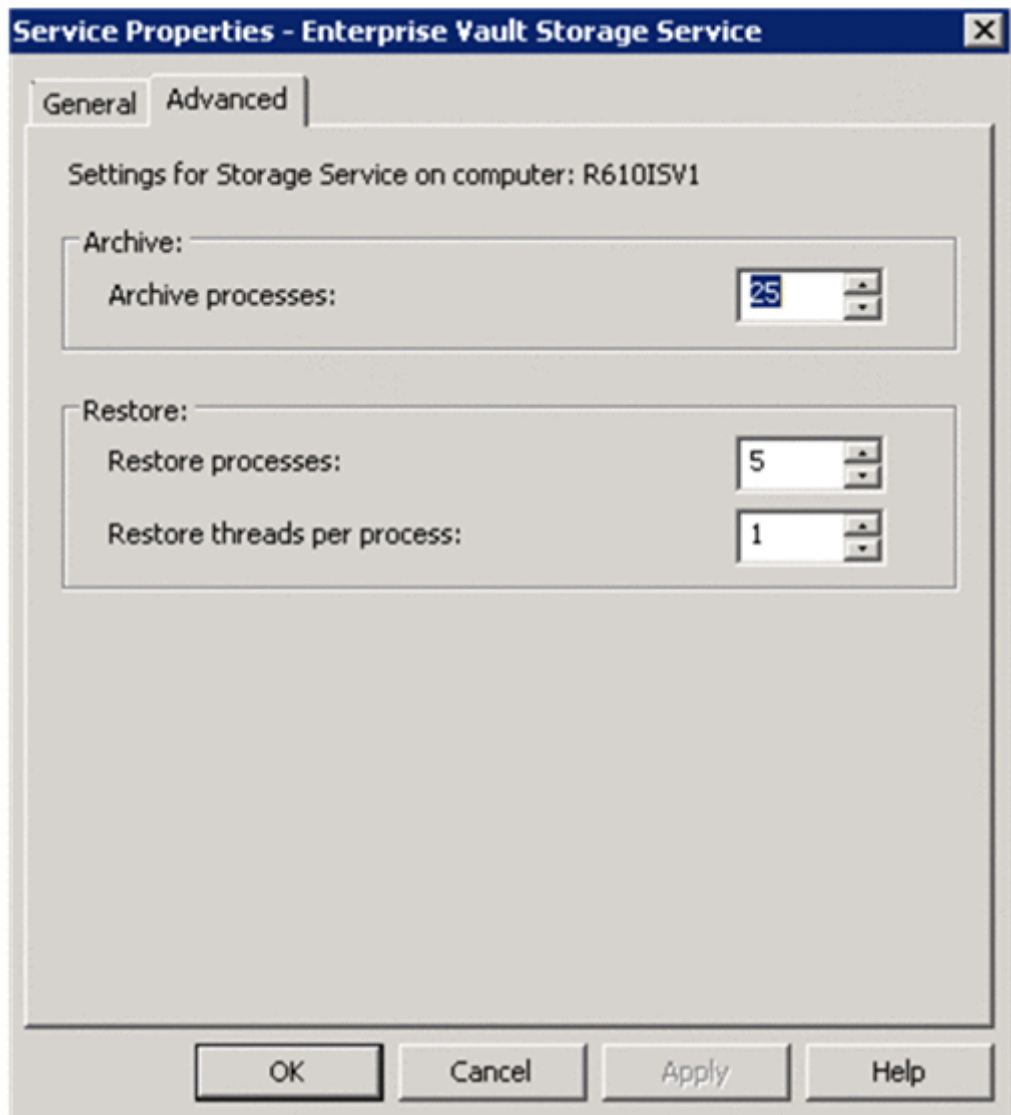 Service Properties - Enterprise Vault Storage Service
General
Advanced
Settings for Storage Service on computer: R610ISV1
Archive:
Archive processes: 25
Restore:
Restore processes: 5
Restore threads per process: 1
OK Cancel Apply Help